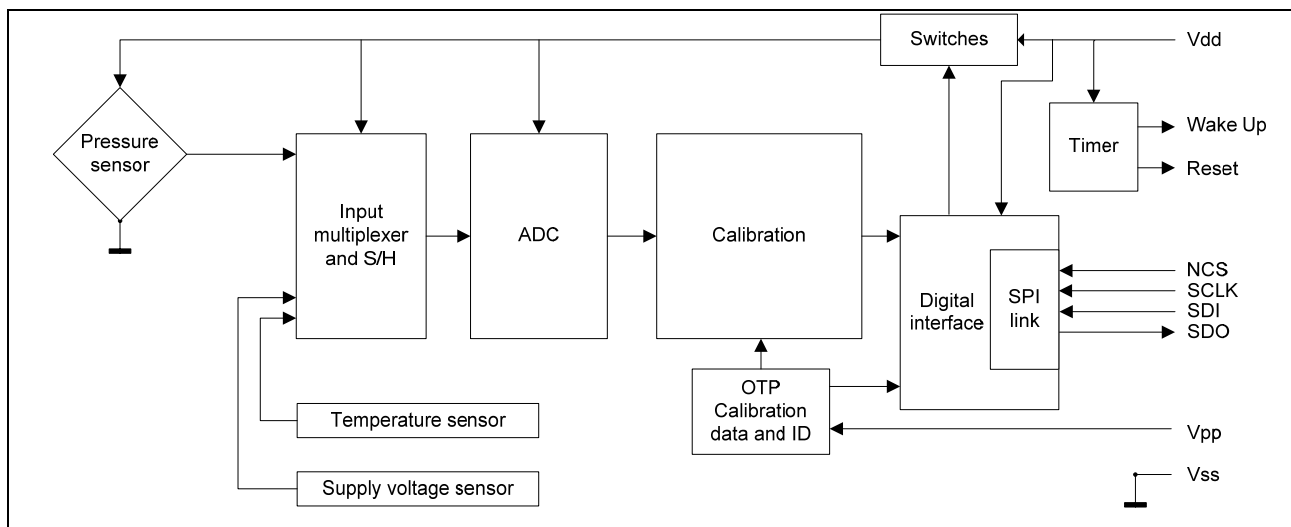 Switches
Vdd
Pressure
sensor
Timer
Wake Up
Reset
Input
multiplexer
and S/H
ADC
Calibration
Digital
interface
SPI
link
NCS
SCLK
SDI
SDO
OTP
Calibration
data and ID
Temperature sensor
Vpp
Supply voltage sensor
Vss